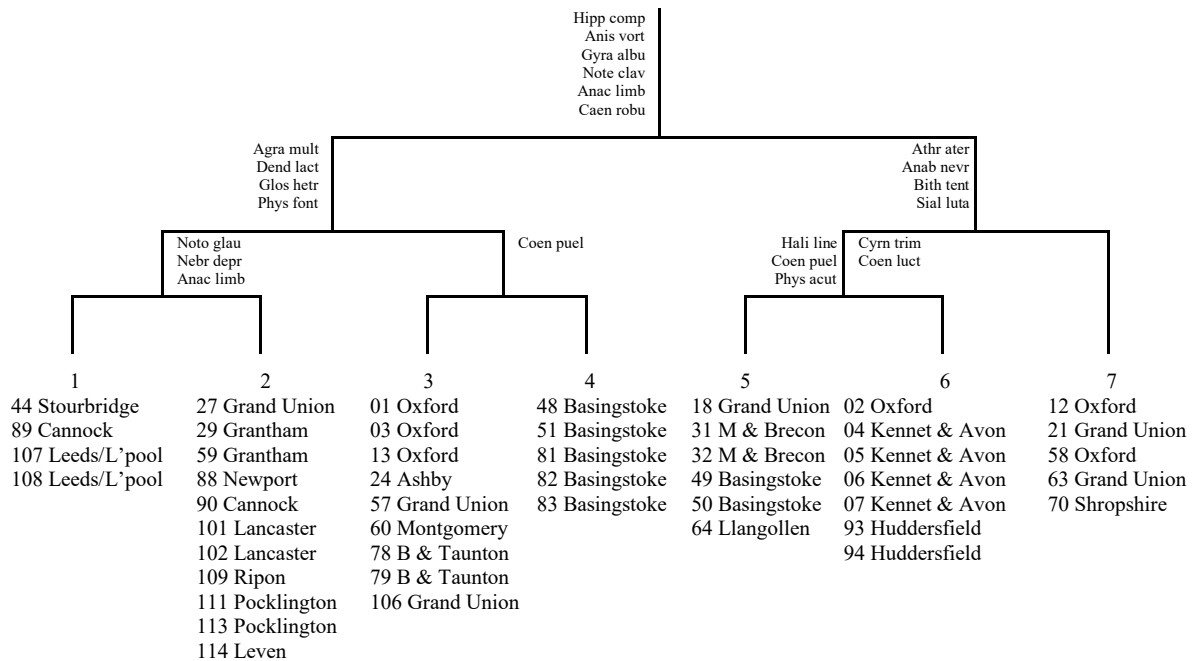 Hipp comp
Anis vort
Gyra albu
Note clav
Anac limb
Caen robu
Agra mult
Dend lact
Glos hetr
Phys font
Athr ater
Anab nevr
Bith tent
Sial luta
Noto glau
Nebr depr
Anac limb
Coen puel
Hali line
Coen puel
Phys acut
Cyrn trim
Coen luct
1
44 Stourbridge
89 Cannock
107 Leeds/L'pool
108 Leeds/L'pool
2
27 Grand Union
29 Grantham
59 Grantham
88 Newport
90 Cannock
101 Lancaster
102 Lancaster
109 Ripon
111 Pocklington
113 Pocklington
114 Leven
3
01 Oxford
03 Oxford
13 Oxford
24 Ashby
57 Grand Union
60 Montgomery
78 B & Taunton
79 B & Taunton
106 Grand Union
4
48 Basingstoke
51 Basingstoke
81 Basingstoke
82 Basingstoke
83 Basingstoke
5
18 Grand Union
31 M & Brecon
32 M & Brecon
49 Basingstoke
50 Basingstoke
64 Llangollen
6
02 Oxford
04 Kennet & Avon
05 Kennet & Avon
06 Kennet & Avon
07 Kennet & Avon
93 Huddersfield
94 Huddersfield
7
12 Oxford
21 Grand Union
58 Oxford
63 Grand Union
70 Shropshire